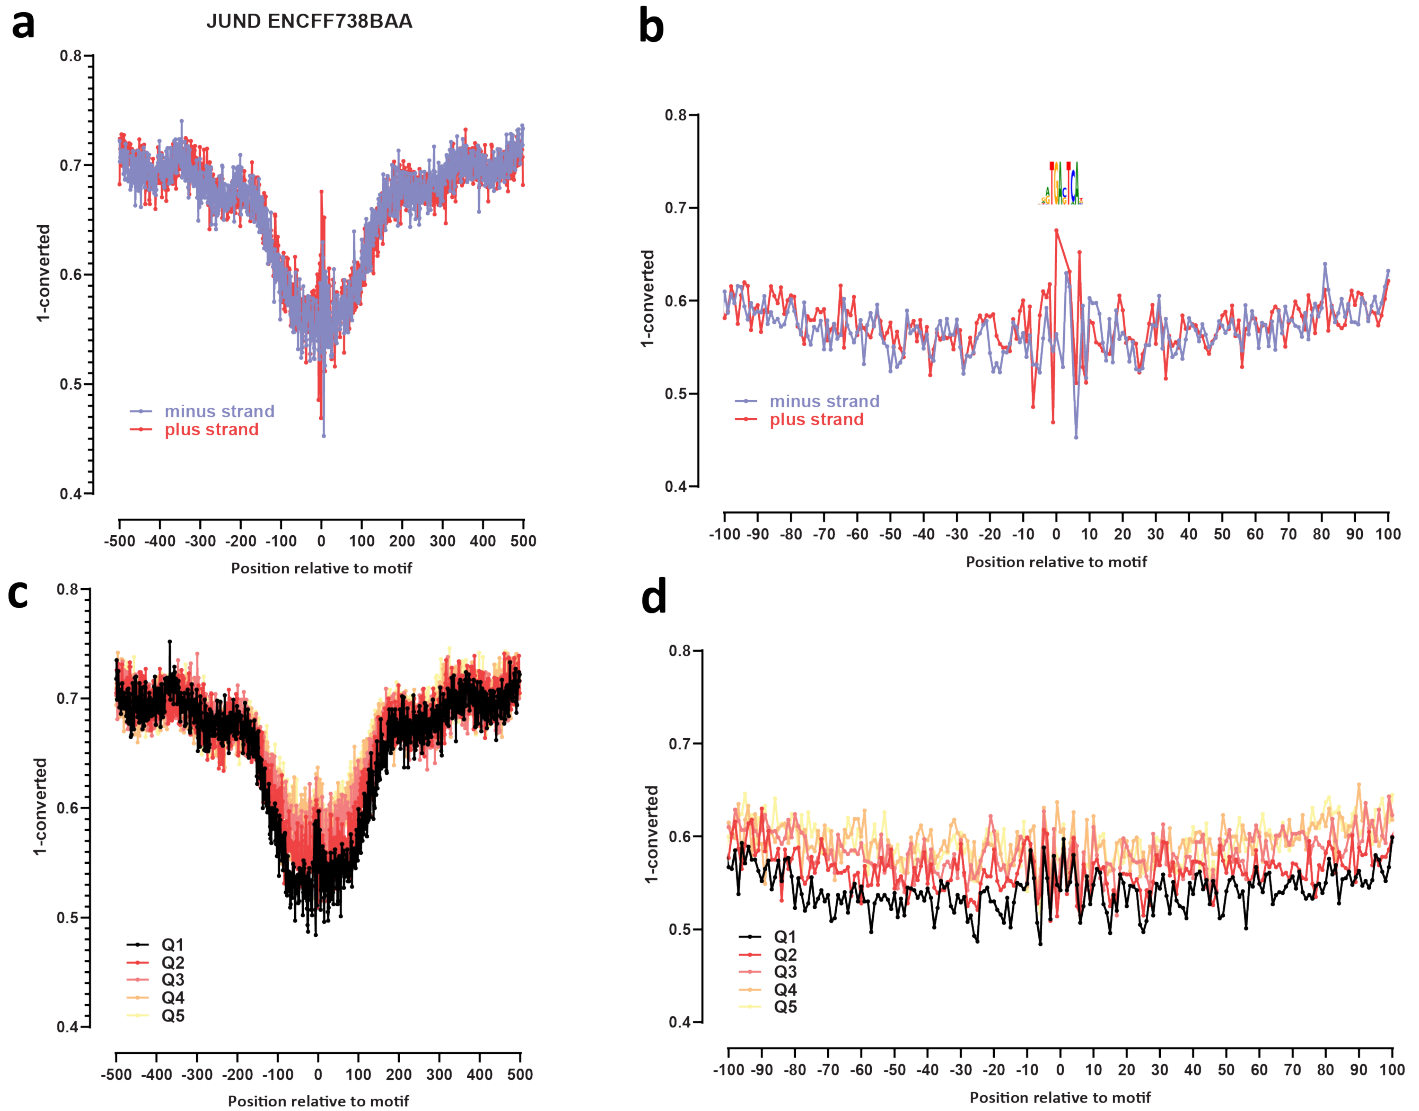 a
JUND ENCFF738BAA
0.8
0.7
0.6
0.5
0.4
1-converted
minus strand
plus strand
-500 -400 -300 -200 -100 0 100 200 300 400 500
Position relative to motif
b
0.8
0.7
0.6
0.5
0.4
1-converted
TGA TCA
minus strand
plus strand
-100 -90 -80 -70 -60 -50 -40 -30 -20 -10 0 10 20 30 40 50 60 70 80 90 100
Position relative to motif
c
0.8
0.7
0.6
0.5
0.4
1-converted
Q1
Q2
Q3
Q4
Q5
-500 -400 -300 -200 -100 0 100 200 300 400 500
Position relative to motif
d
0.8
0.7
0.6
0.5
0.4
1-converted
Q1
Q2
Q3
Q4
Q5
-100 -90 -80 -70 -60 -50 -40 -30 -20 -10 0 10 20 30 40 50 60 70 80 90 100
Position relative to motif